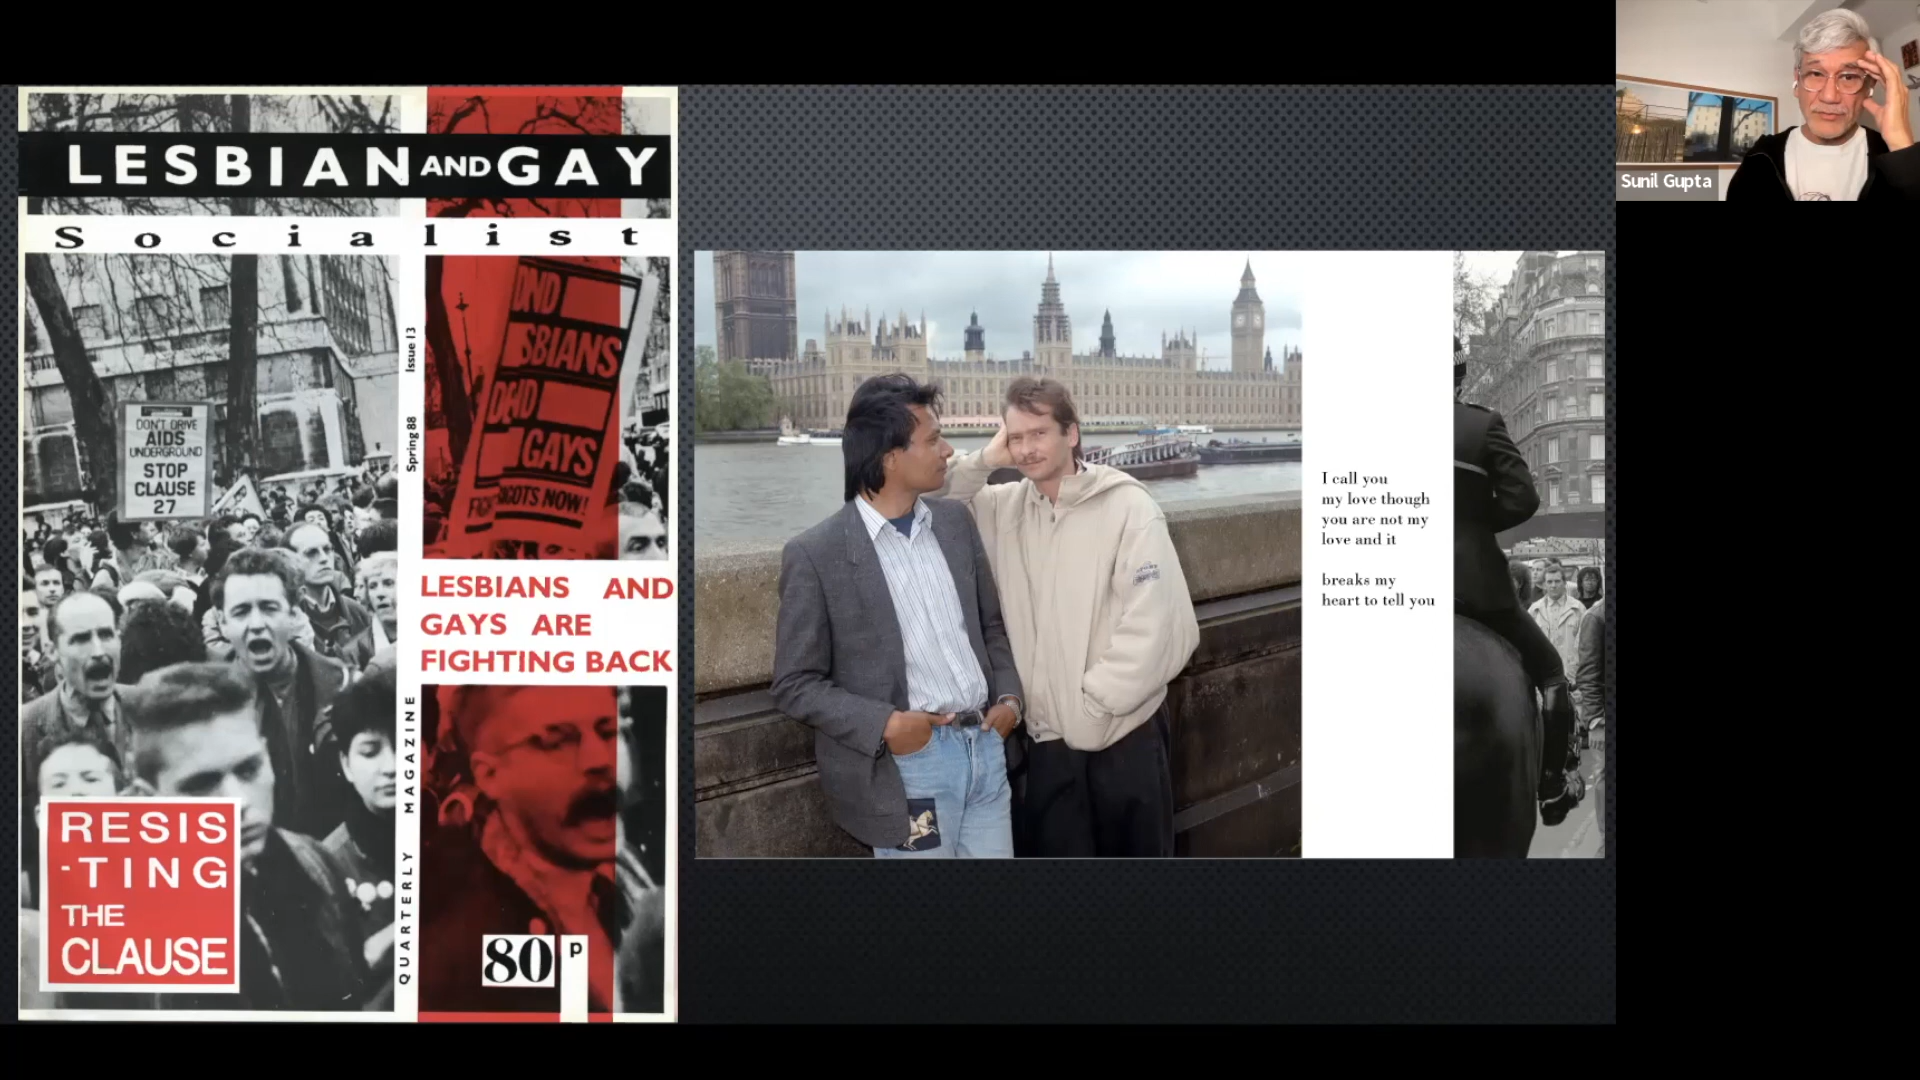 LESBIAN AND GAY
Socialist
DON'T DRIVE
AIDS
UNDERGROUND
STOP
CLAUSE
27
Spring 88 Issue 13
SBIANS
GAYS
GOTS NOW!
LESBIANS AND
GAYS ARE
FIGHTING BACK
QUARTERLY MAGAZINE
RESIS
-TING
THE
CLAUSE
80p
I call you
my love though
you are not my
love and it
breaks my
heart to tell you
Sunil Gupta